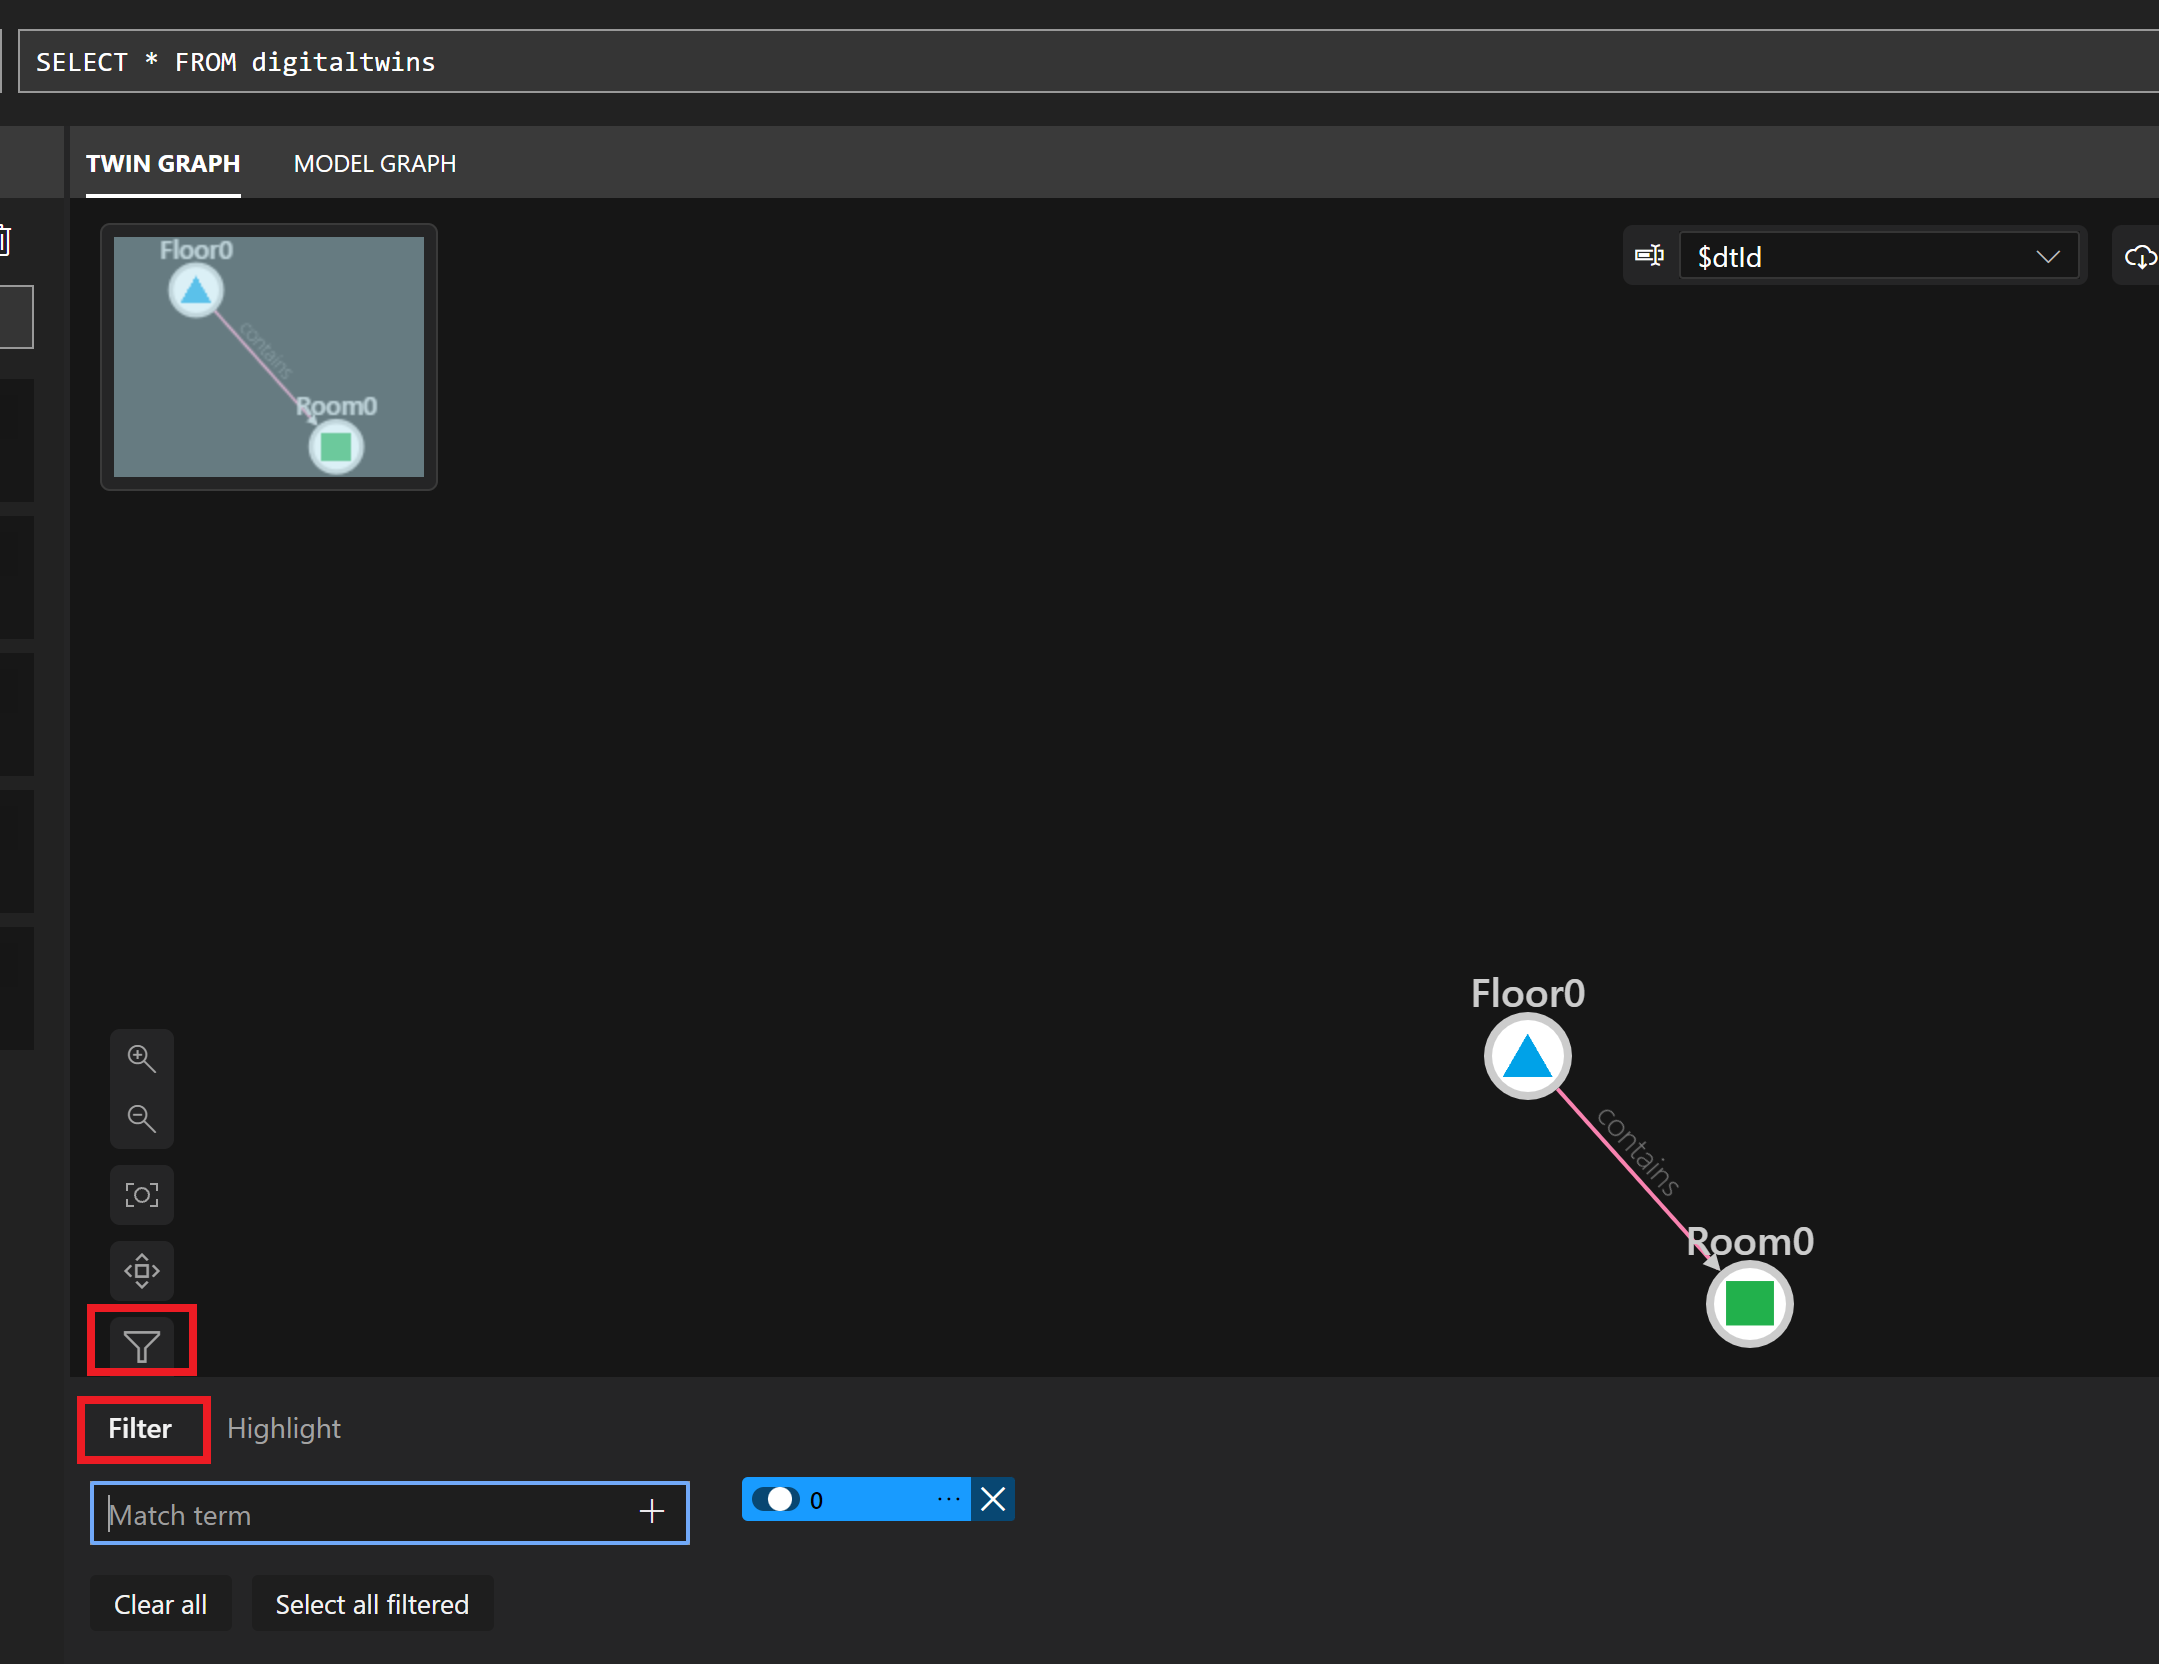 SELECT * FROM digitaltwins
TWIN GRAPH MODEL GRAPH
Floor0
contains
Room0
$dtId
Floor0
contains
Room0
Filter Highlight
Match term
0
Clear all Select all filtered